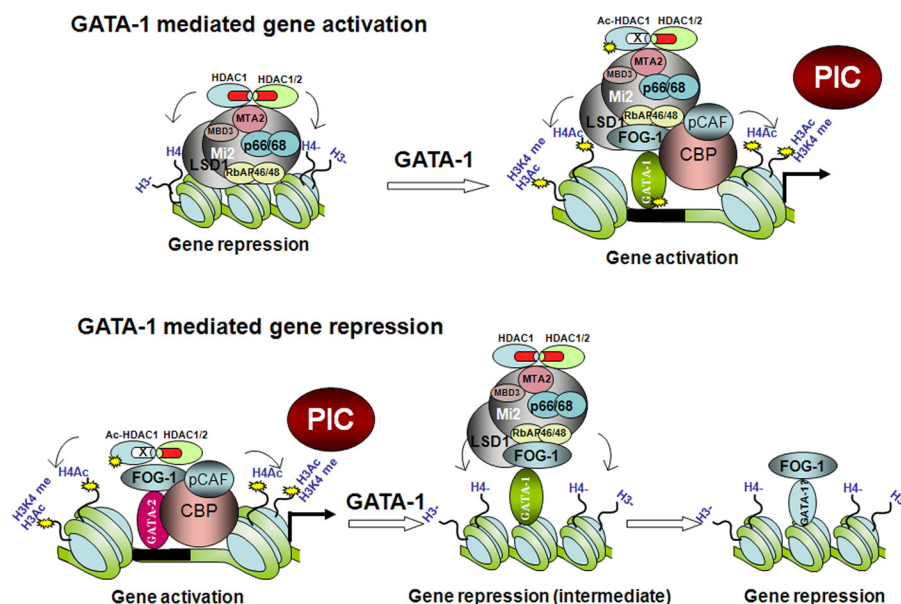 GATA-1 mediated gene activation
HDAC1 HDAC1/2
MTA2
MBD3
p66/68
Mi2
LSD1
RbAP46/48
H4-
H3-
H4-
H3-
Gene repression
GATA-1
Ac-HDAC1 HDAC1/2
X
MTA2
MBD3
p66/68
Mi2
RbAP46/48
LSD1
FOG-1
pCAF
CBP
GATA-1
H4Ac
H3K4 me
H3Ac
H4Ac
H3Ac
H3K4 me
PIC
Gene activation
GATA-1 mediated gene repression
Ac-HDAC1 HDAC1/2
X
FOG-1
pCAF
CBP
GATA-2
H4Ac
H3K4 me
H3Ac
H4Ac
H3Ac
H3K4 me
PIC
Gene activation
GATA-1
HDAC1 HDAC1/2
MTA2
MBD3
p66/68
Mi2
RbAP46/48
LSD1
FOG-1
GATA-1
H4-
H3-
H4-
H3-
Gene repression (intermediate)
FOG-1
GATA-1?
H4-
H3-
H4-
H3-
Gene repression